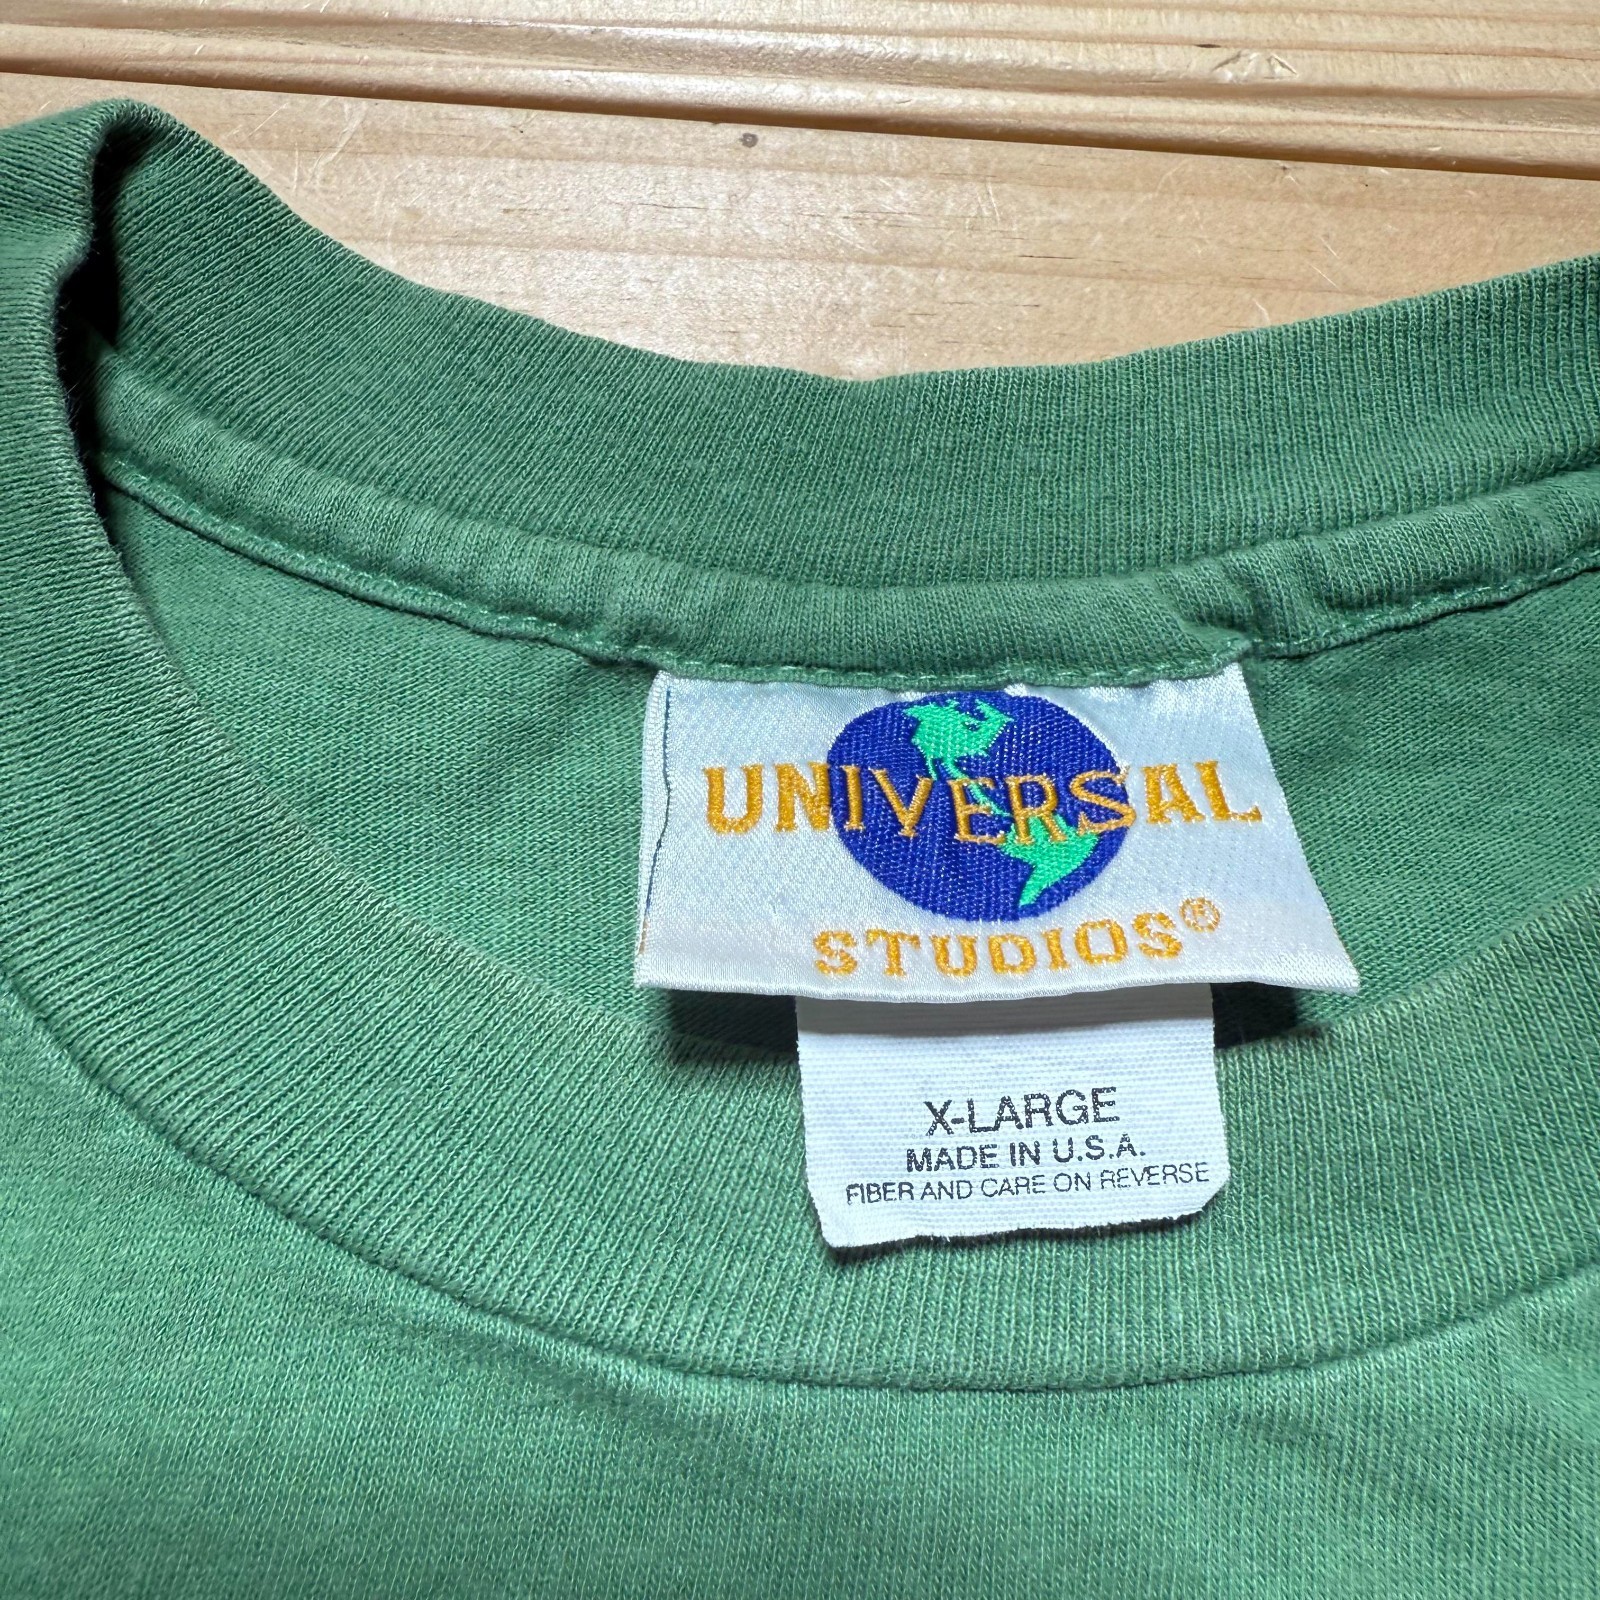 UNIVERSAL
STUDIOS®
X-LARGE
MADE IN U.S.A.
FIBER AND CARE ON REVERSE